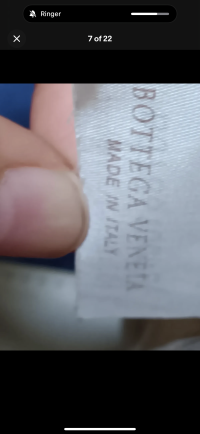 Ringer
7 of 22
BOTTEGA VENETA
MADE IN ITALY